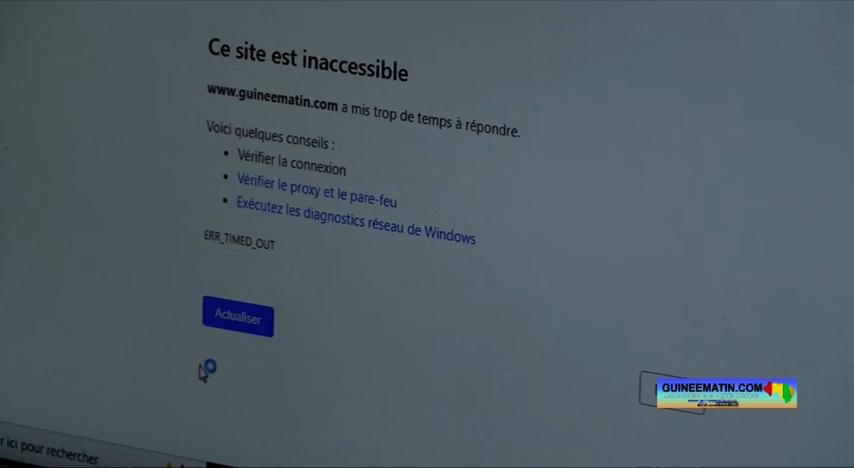 Ce site est inaccessible
www.guineematin.com a mis trop de temps à répondre.
Voici quelques conseils :
• Vérifier la connexion
• Vérifier le proxy et le pare-feu
• Exécutez les diagnostics réseau de Windows
ERR_TIMED_OUT
Actualiser
GUINEEMATIN.COM
r ici pour rechercher